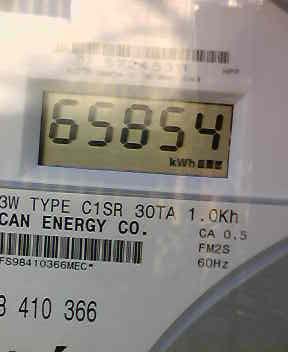 65854
kWh
3W TYPE C1SR 30TA 1.0Kh
CAN ENERGY CO.
CA 0.5
FM2S
FS98410366MEC*
60Hz
8 410 366